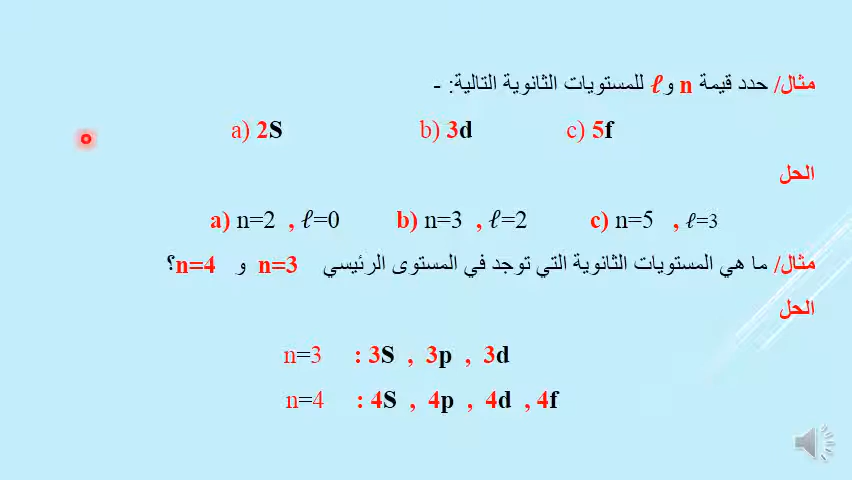 مثال/ حدد قيمة n و ℓ للمستويات الثانوية التالية: -
a) 2S b) 3d c) 5f
الحل
a) n=2 , ℓ=0 b) n=3 , ℓ=2 c) n=5 , ℓ=3
مثال/ ما هي المستويات الثانوية التي توجد في المستوى الرئيسي n=3 و n=4؟
الحل
n=3 : 3S , 3p , 3d
n=4 : 4S , 4p , 4d , 4f